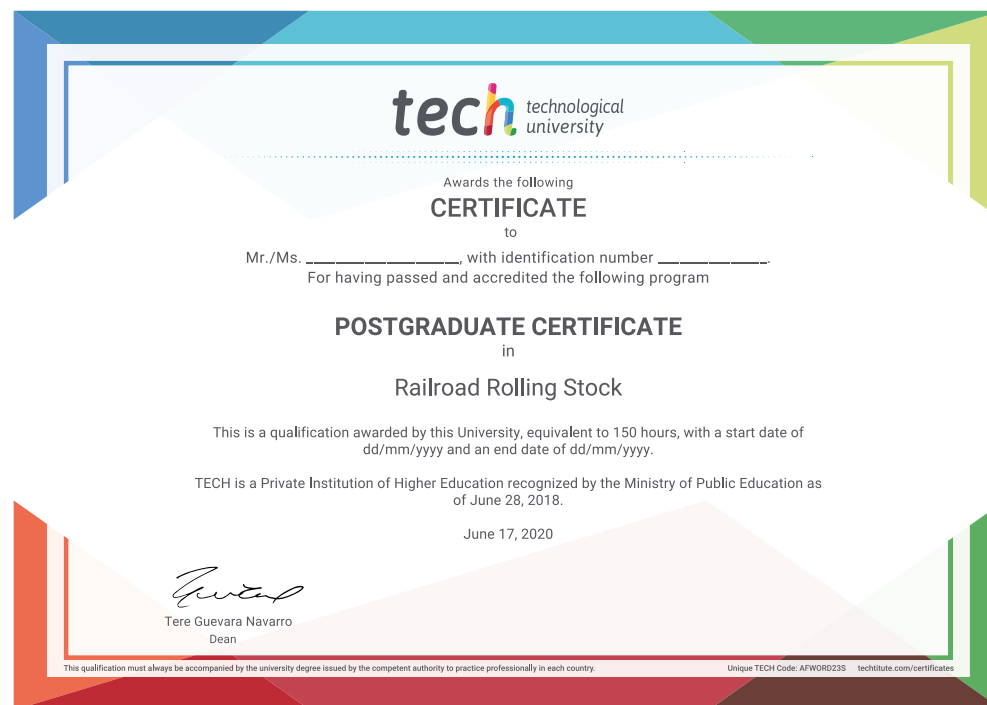 tech technological
university
Awards the following
CERTIFICATE
to
Mr./Ms. ____________________, with identification number ______________.
For having passed and accredited the following program
POSTGRADUATE CERTIFICATE
in
Railroad Rolling Stock
This is a qualification awarded by this University, equivalent to 150 hours, with a start date of
dd/mm/yyyy and an end date of dd/mm/yyyy.
TECH is a Private Institution of Higher Education recognized by the Ministry of Public Education as
of June 28, 2018.
June 17, 2020
Tere Guevara Navarro
Dean
This qualification must always be accompanied by the university degree issued by the competent authority to practice professionally in each country.
Unique TECH Code: AFWORD23S techtitute.com/certificates